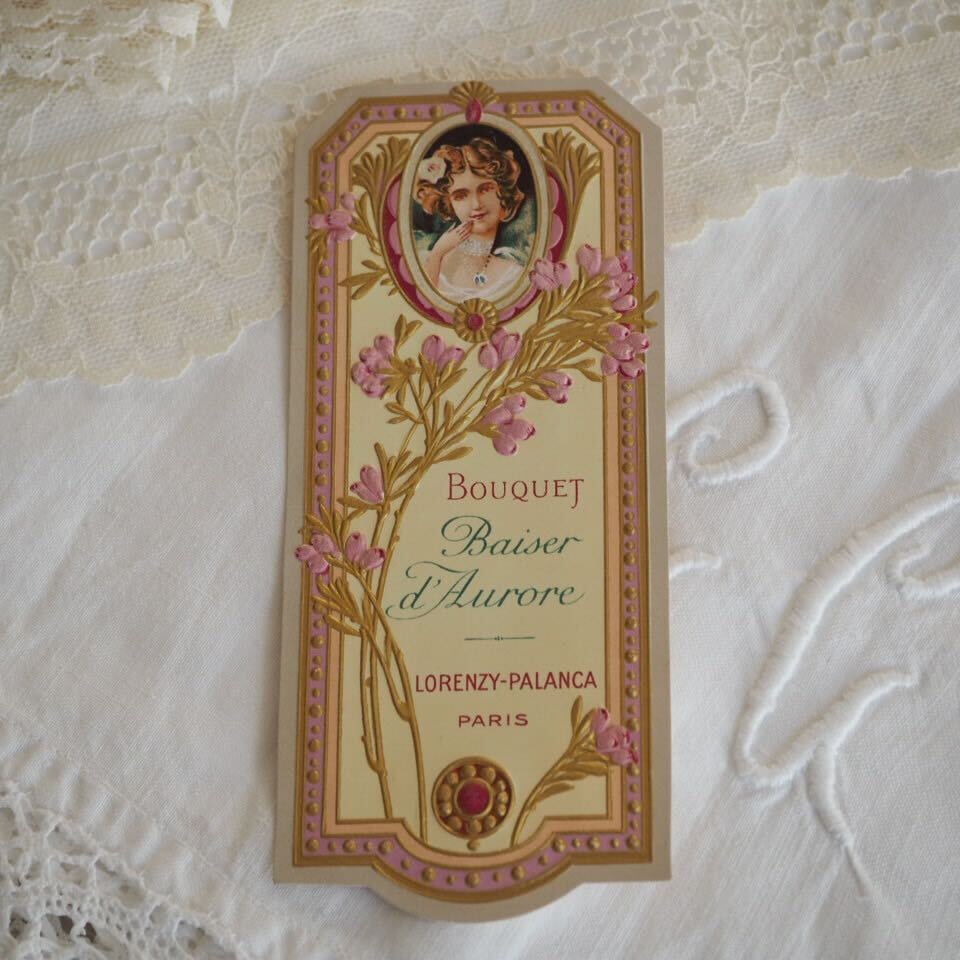 BOUQUET
Baiser
d'Aurore
LORENZY-PALANCA
PARIS